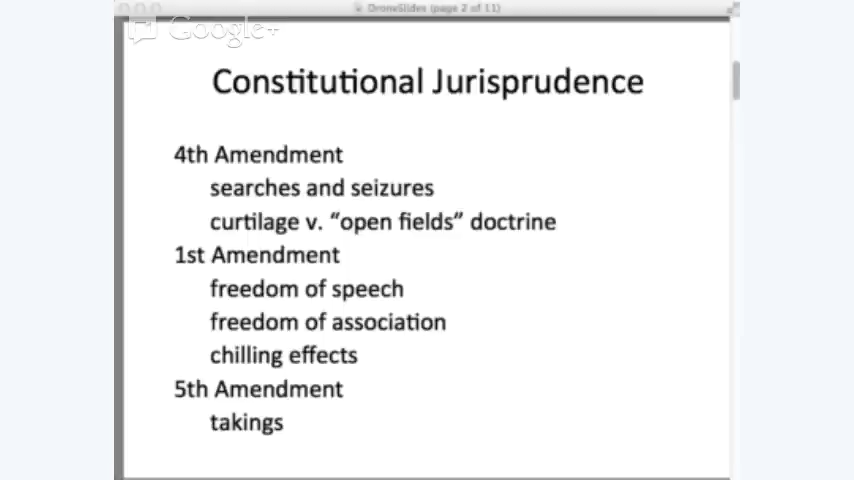 DroneSlides (page 2 of 11)
Google+
Constitutional Jurisprudence
4th Amendment
searches and seizures
curtilage v. “open fields” doctrine
1st Amendment
freedom of speech
freedom of association
chilling effects
5th Amendment
takings